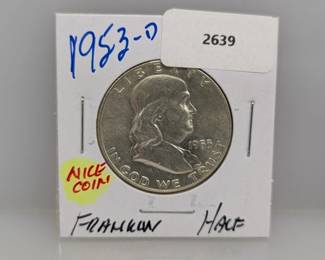 1953-D
2639
LIBERTY
1953
IN GOD WE TRUST
NICE
COIN
FRANKLIN HALF